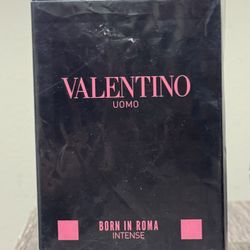 VALENTINO
UOMO
BORN IN ROMA
INTENSE